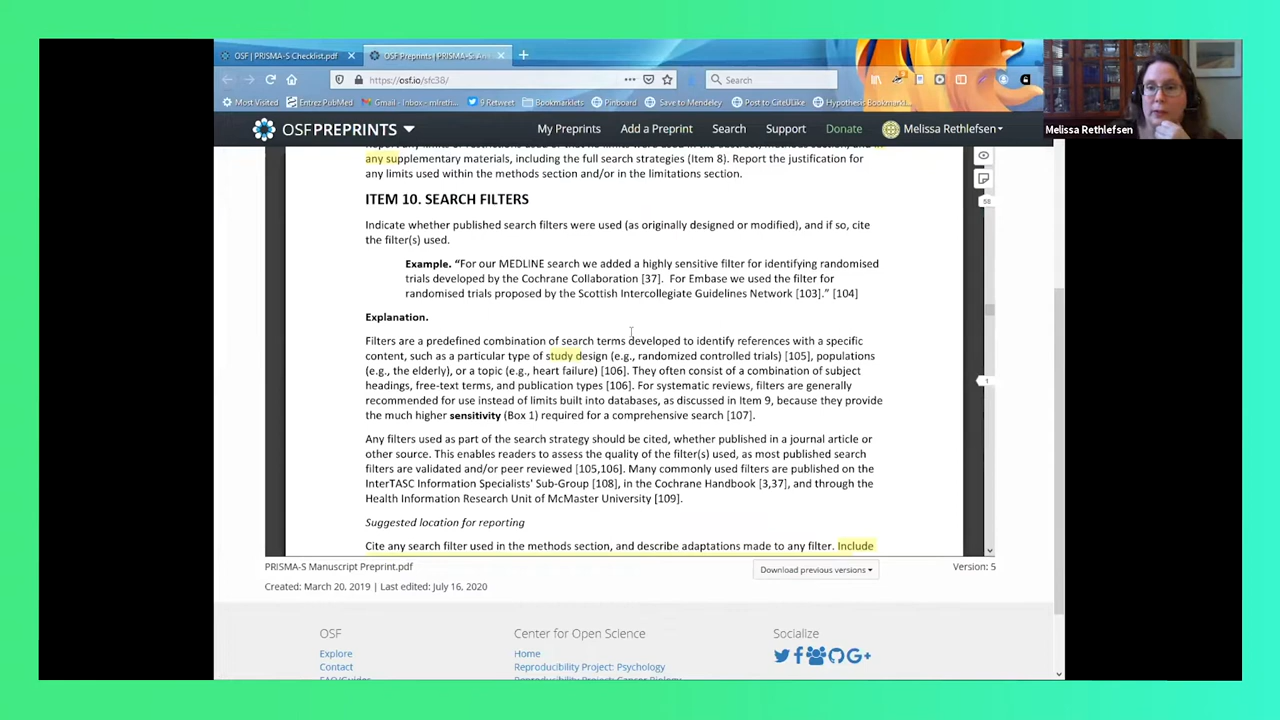 OSF | PRISMA-S Checklist.pdf
OSF Preprints | PRISMA-S: An
https://osf.io/sfc38/
Search
Most Visited
Entrez PubMed
Gmail - Inbox - mlreth...
9 Retweet
Bookmarklets
Pinboard
Save to Mendeley
Post to CiteULike
Hypothesis Bookmarkl...
OSFPREPRINTS
My Preprints
Add a Preprint
Search
Support
Donate
Melissa Rethlefsen
Melissa Rethlefsen
any supplementary materials, including the full search strategies (Item 8). Report the justification for
any limits used within the methods section and/or in the limitations section.
58
ITEM 10. SEARCH FILTERS
Indicate whether published search filters were used (as originally designed or modified), and if so, cite
the filter(s) used.
Example. “For our MEDLINE search we added a highly sensitive filter for identifying randomised
trials developed by the Cochrane Collaboration [37]. For Embase we used the filter for
randomised trials proposed by the Scottish Intercollegiate Guidelines Network [103].” [104]
Explanation.
Filters are a predefined combination of search terms developed to identify references with a specific
content, such as a particular type of study design (e.g., randomized controlled trials) [105], populations
(e.g., the elderly), or a topic (e.g., heart failure) [106]. They often consist of a combination of subject
headings, free-text terms, and publication types [106]. For systematic reviews, filters are generally
recommended for use instead of limits built into databases, as discussed in Item 9, because they provide
the much higher sensitivity (Box 1) required for a comprehensive search [107].
1
Any filters used as part of the search strategy should be cited, whether published in a journal article or
other source. This enables readers to assess the quality of the filter(s) used, as most published search
filters are validated and/or peer reviewed [105,106]. Many commonly used filters are published on the
InterTASC Information Specialists' Sub-Group [108], in the Cochrane Handbook [3,37], and through the
Health Information Research Unit of McMaster University [109].
Suggested location for reporting
Cite any search filter used in the methods section, and describe adaptations made to any filter. Include
PRISMA-S Manuscript Preprint.pdf
Download previous versions
Version: 5
Created: March 20, 2019 | Last edited: July 16, 2020
OSF
Center for Open Science
Socialize
Explore
Home
Contact
Reproducibility Project: Psychology
FAQ/Guides
Reproducibility Project: Cancer Biology